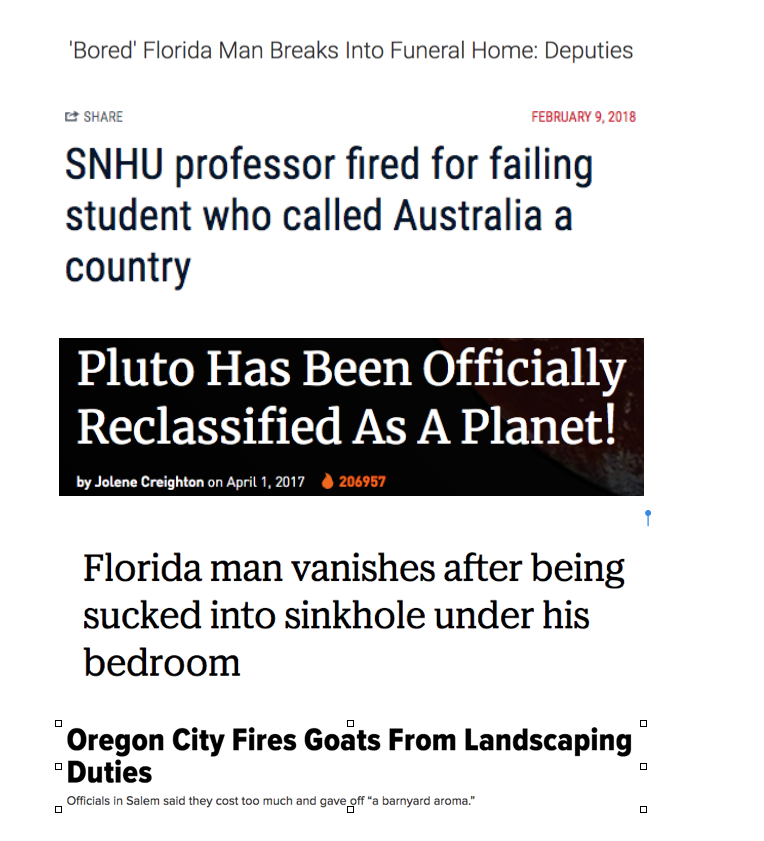 'Bored' Florida Man Breaks Into Funeral Home: Deputies
SHARE FEBRUARY 9, 2018
SNHU professor fired for failing
student who called Australia a
country
Pluto Has Been Officially
Reclassified As A Planet!
by Jolene Creighton on April 1, 2017 206957
Florida man vanishes after being
sucked into sinkhole under his
bedroom
Oregon City Fires Goats From Landscaping
Duties
Officials in Salem said they cost too much and gave off “a barnyard aroma.”